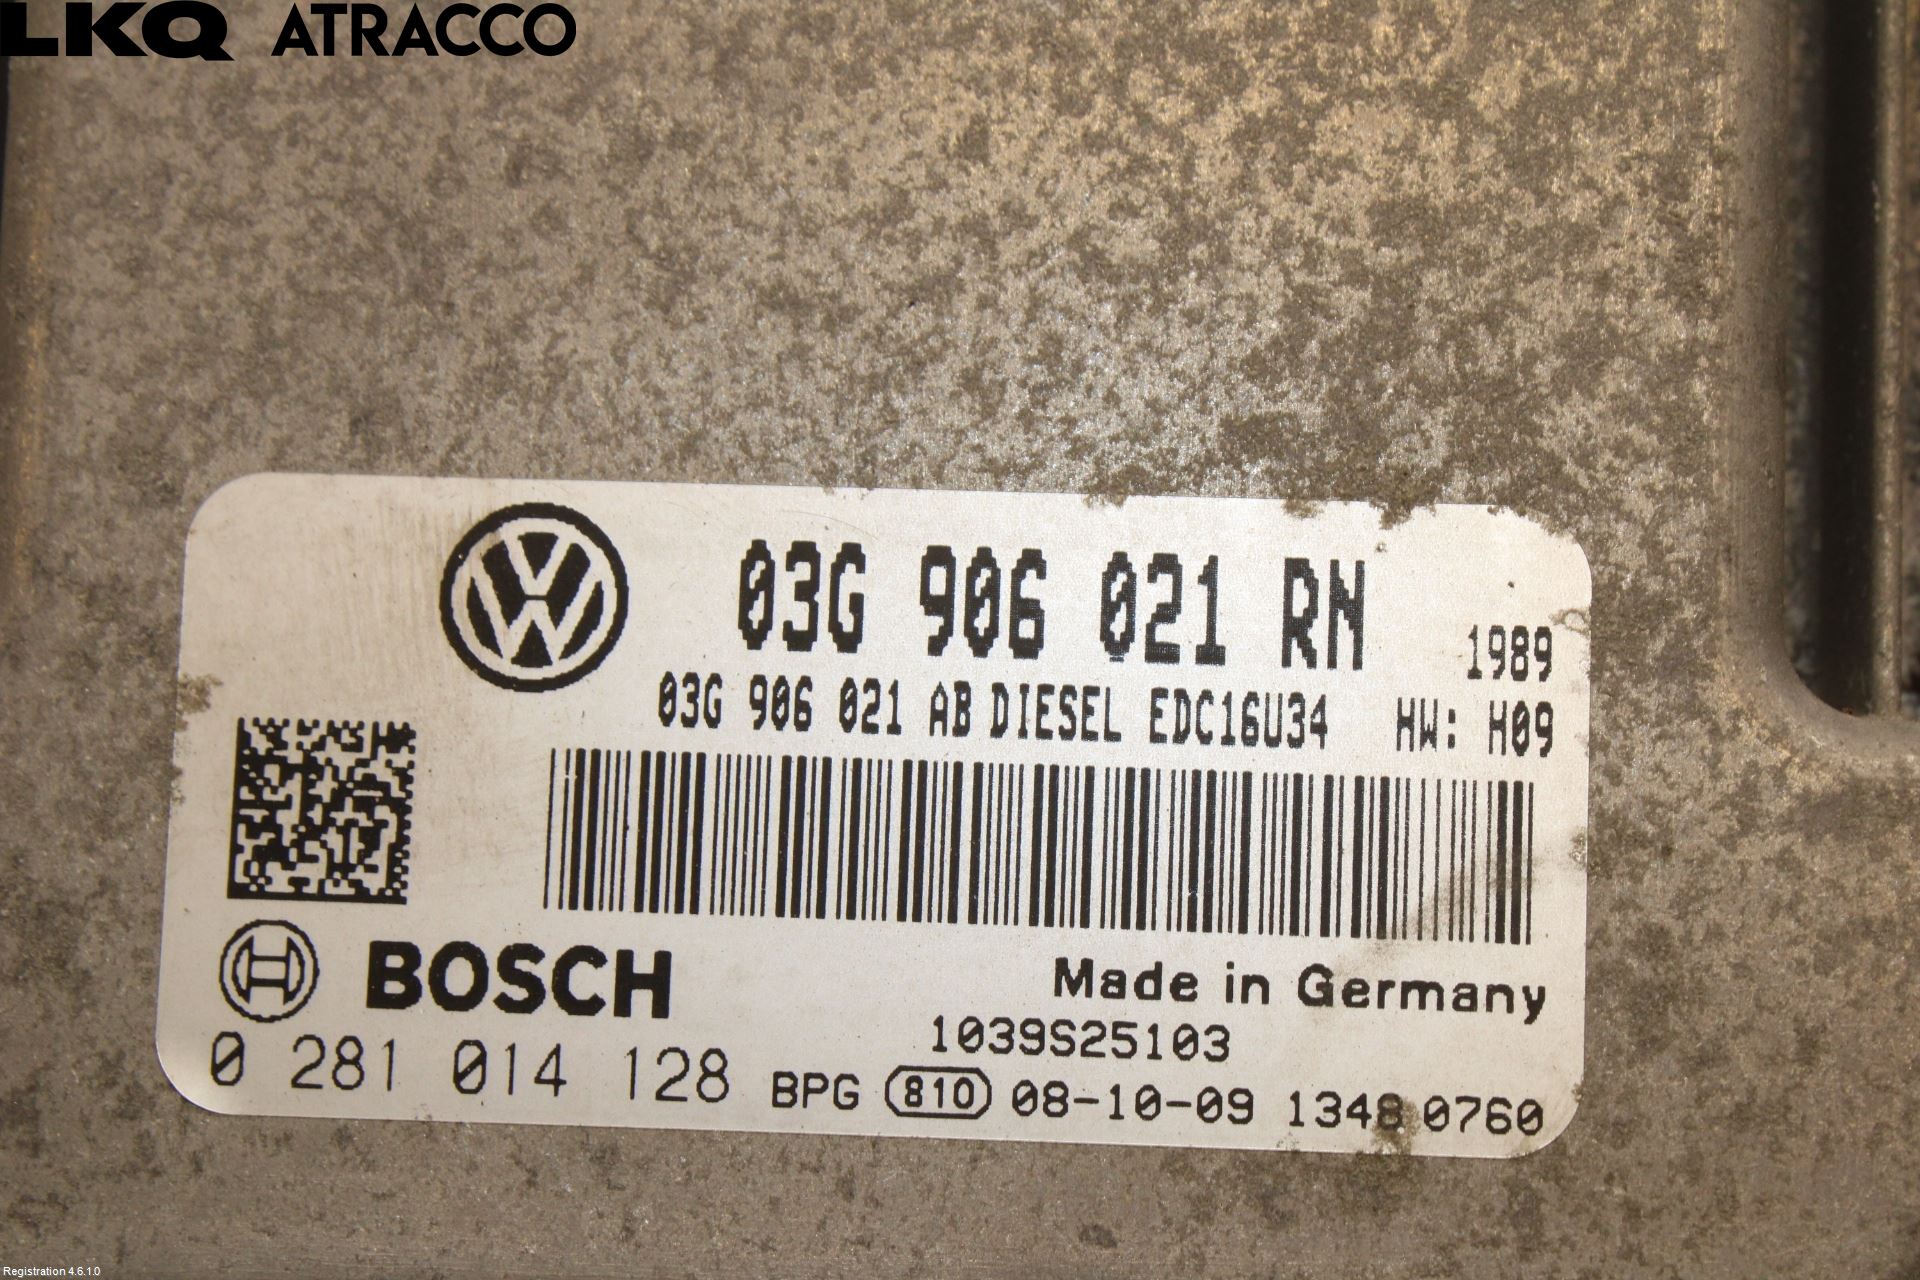 LKQ ATRACCO
03G 906 021 RN 1989
03G 906 021 AB DIESEL EDC16U34 HW: H09
BOSCH
Made in Germany
1039S25103
0 281 014 128 BPG 810 08-10-09 1348 0760
Registration 4.6.1.0